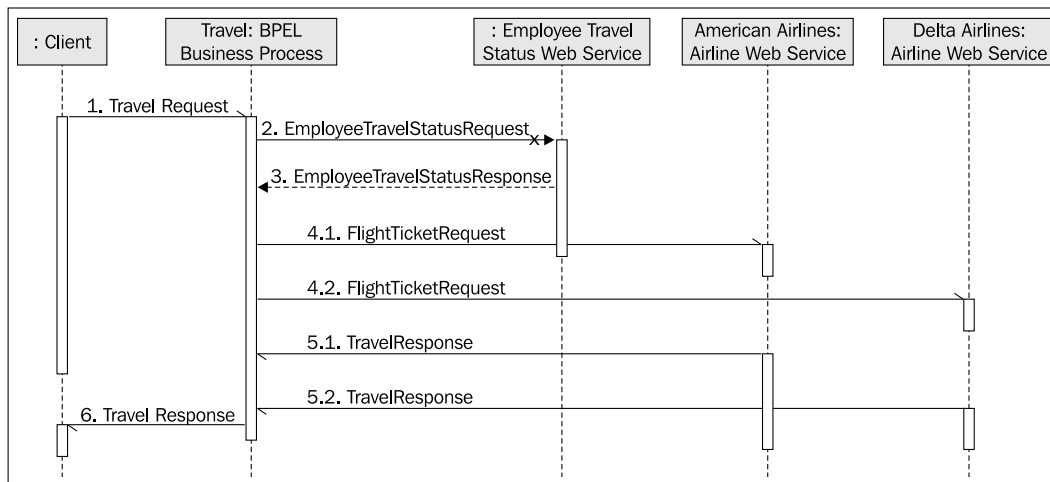 : Client
Travel: BPEL
Business Process
: Employee Travel
Status Web Service
American Airlines:
Airline Web Service
Delta Airlines:
Airline Web Service
1. Travel Request
2. EmployeeTravelStatusRequest
3. EmployeeTravelStatusResponse
4.1. FlightTicketRequest
4.2. FlightTicketRequest
5.1. TravelResponse
5.2. TravelResponse
6. Travel Response